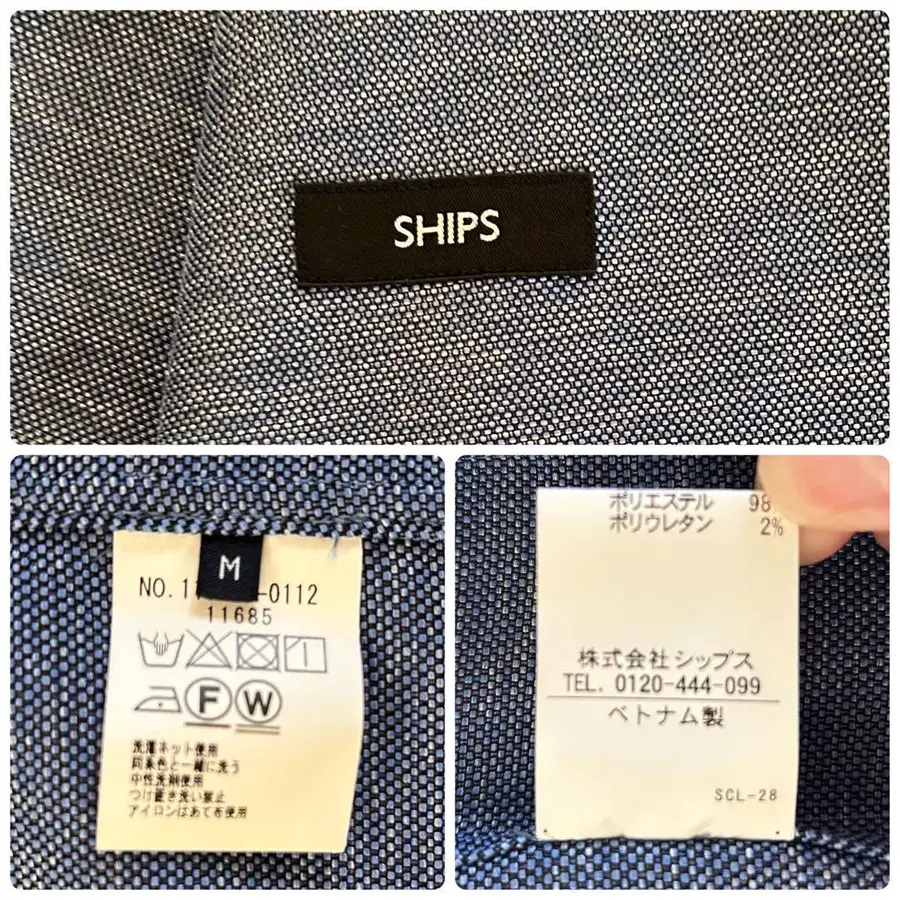 SHIPS
M
NO. -0112
11685
F W
洗濯ネット使用
同系色と一緒に洗う
中性洗剤使用
つけ置き洗い禁止
アイロンはあて布使用
ポリエステル 98
ポリウレタン 2%
株式会社シップス
TEL. 0120-444-099
ベトナム製
SCL-28